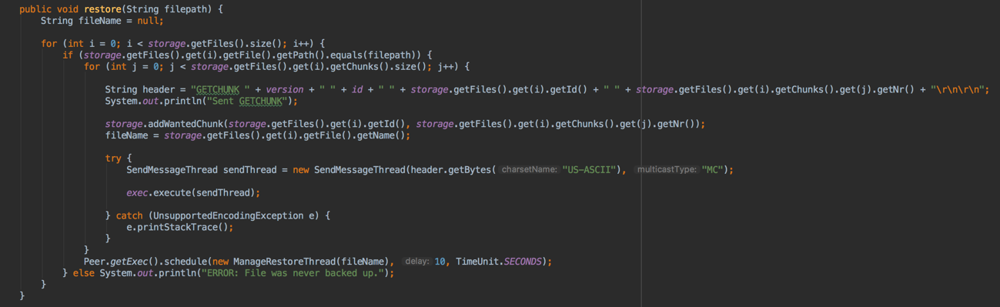 public void restore(String filepath) {
    String fileName = null;

    for (int i = 0; i < storage.getFiles().size(); i++) {
        if (storage.getFiles().get(i).getFile().getPath().equals(filepath)) {
            for (int j = 0; j < storage.getFiles().get(i).getChunks().size(); j++) {

                String header = "GETCHUNK " + version + " " + id + " " + storage.getFiles().get(i).getId() + " " + storage.getFiles().get(i).getChunks().get(j).getNr() + "\r\n\r\n";
                System.out.println("Sent GETCHUNK");

                storage.addWantedChunk(storage.getFiles().get(i).getId(), storage.getFiles().get(i).getChunks().get(j).getNr());
                fileName = storage.getFiles().get(i).getFile().getName();

                try {
                    SendMessageThread sendThread = new SendMessageThread(header.getBytes( charsetName: "US-ASCII"), multicastType: "MC");

                    exec.execute(sendThread);

                } catch (UnsupportedEncodingException e) {
                    e.printStackTrace();
                }
            }
            Peer.getExec().schedule(new ManageRestoreThread(fileName), delay: 10, TimeUnit.SECONDS);
        } else System.out.println("ERROR: File was never backed up.");
    }
}